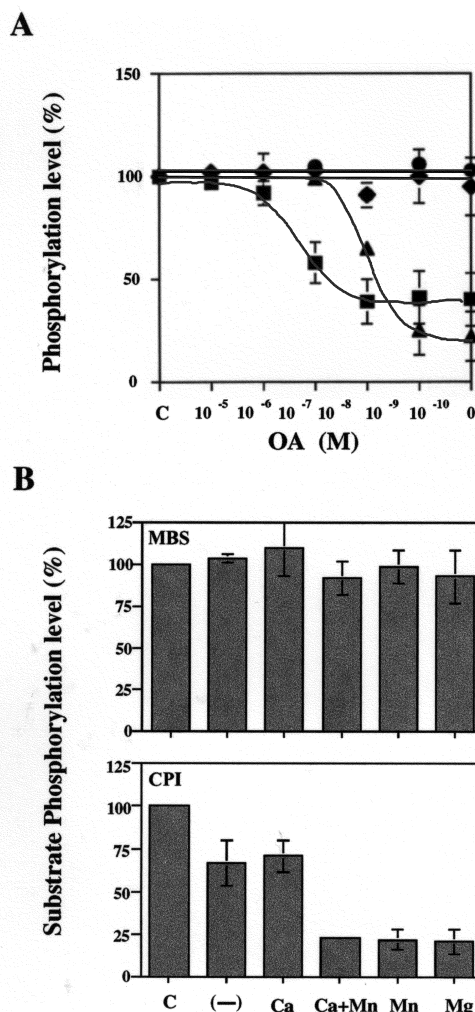 A
Phosphorylation level (%)
150
100
50
0
C 10⁻⁵ 10⁻⁶ 10⁻⁷ 10⁻⁸ 10⁻⁹ 10⁻¹⁰ 0
OA (M)
B
Substrate Phosphorylation level (%)
MBS
125
100
75
50
25
0
CPI
125
100
75
50
25
0
C (—) Ca Ca+Mn Mn Mg